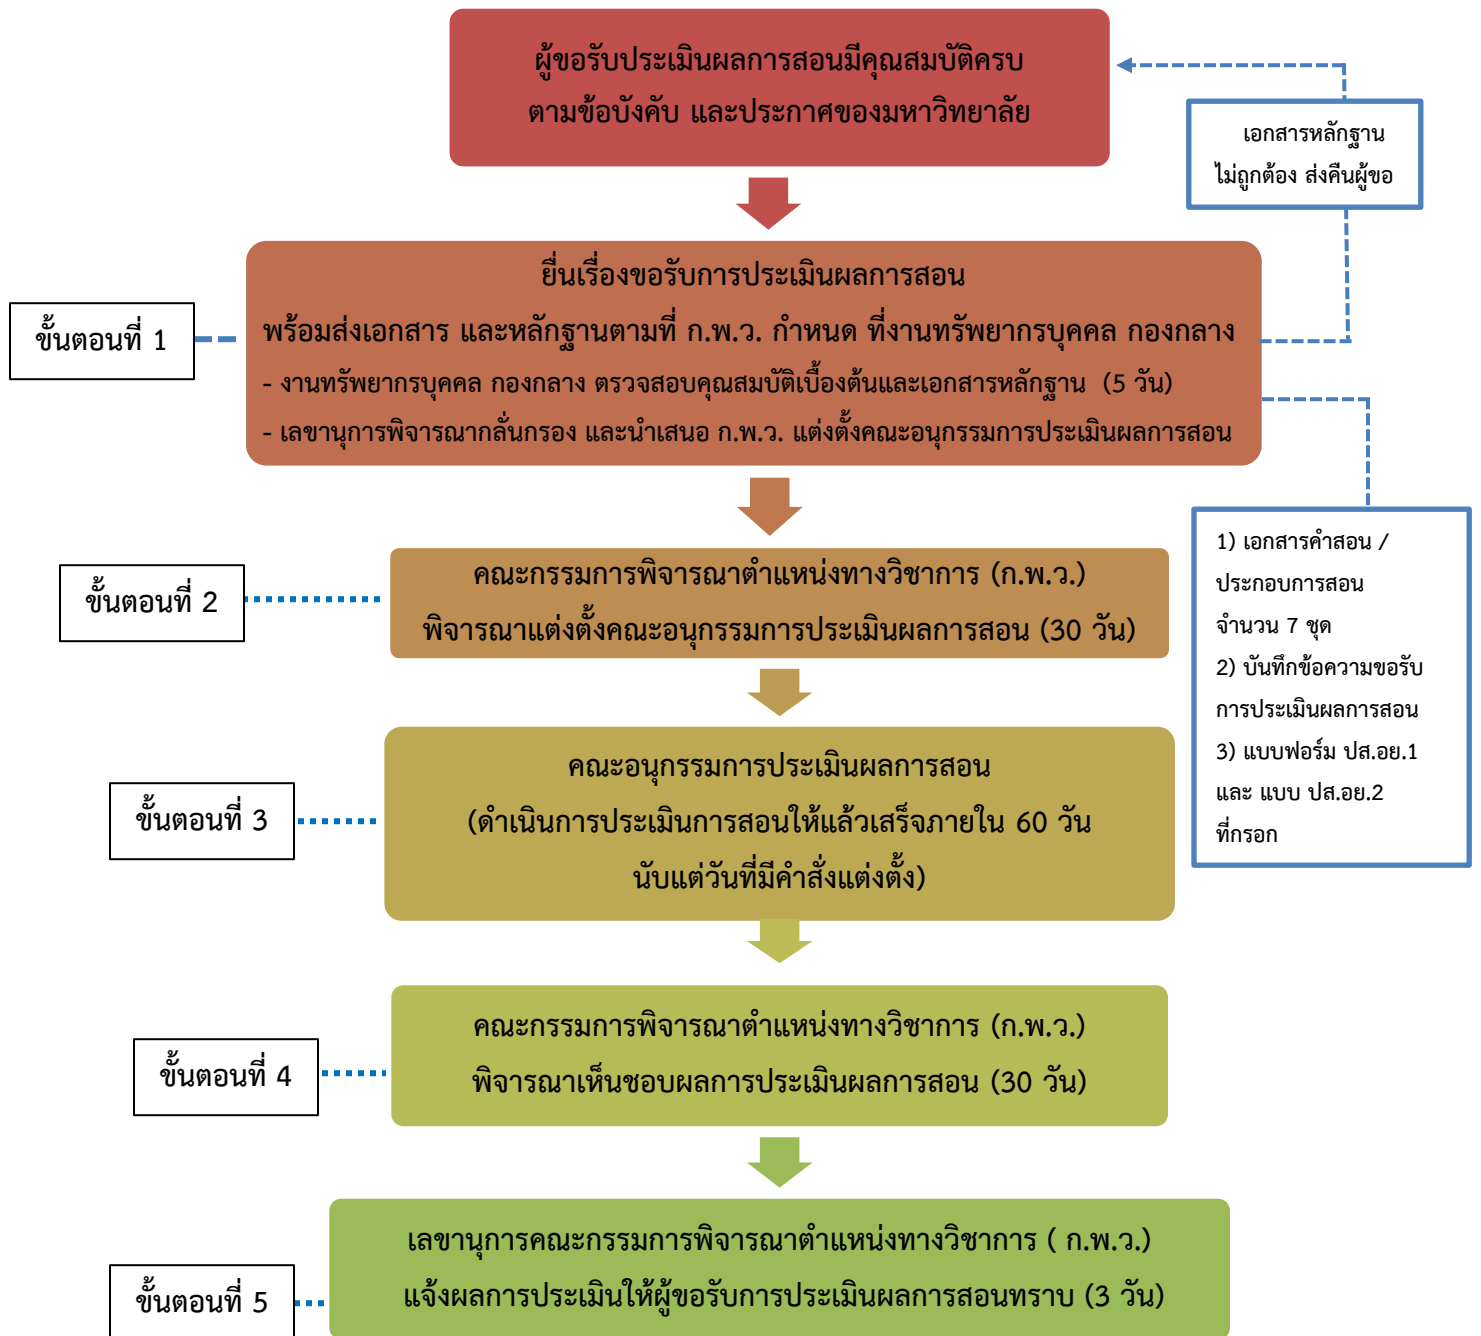 ผู้ขอรับประเมินผลการสอนมีคุณสมบัติครบ
ตามข้อบังคับ และประกาศของมหาวิทยาลัย
เอกสารหลักฐาน
ไม่ถูกต้อง ส่งคืนผู้ขอ
ขั้นตอนที่ 1
ยื่นเรื่องขอรับการประเมินผลการสอน
พร้อมส่งเอกสาร และหลักฐานตามที่ ก.พ.ว. กำหนด ที่งานทรัพยากรบุคคล กองกลาง
- งานทรัพยากรบุคคล กองกลาง ตรวจสอบคุณสมบัติเบื้องต้นและเอกสารหลักฐาน (5 วัน)
- เลขานุการพิจารณากลั่นกรอง และนำเสนอ ก.พ.ว. แต่งตั้งคณะอนุกรรมการประเมินผลการสอน
1) เอกสารคำสอน /
ประกอบการสอน
จำนวน 7 ชุด
2) บันทึกข้อความขอรับ
การประเมินผลการสอน
3) แบบฟอร์ม ปส.อย.1
และ แบบ ปส.อย.2
ที่กรอก
ขั้นตอนที่ 2
คณะกรรมการพิจารณาตำแหน่งทางวิชาการ (ก.พ.ว.)
พิจารณาแต่งตั้งคณะอนุกรรมการประเมินผลการสอน (30 วัน)
ขั้นตอนที่ 3
คณะอนุกรรมการประเมินผลการสอน
(ดำเนินการประเมินการสอนให้แล้วเสร็จภายใน 60 วัน
นับแต่วันที่มีคำสั่งแต่งตั้ง)
ขั้นตอนที่ 4
คณะกรรมการพิจารณาตำแหน่งทางวิชาการ (ก.พ.ว.)
พิจารณาเห็นชอบผลการประเมินผลการสอน (30 วัน)
ขั้นตอนที่ 5
เลขานุการคณะกรรมการพิจารณาตำแหน่งทางวิชาการ ( ก.พ.ว.)
แจ้งผลการประเมินให้ผู้ขอรับการประเมินผลการสอนทราบ (3 วัน)